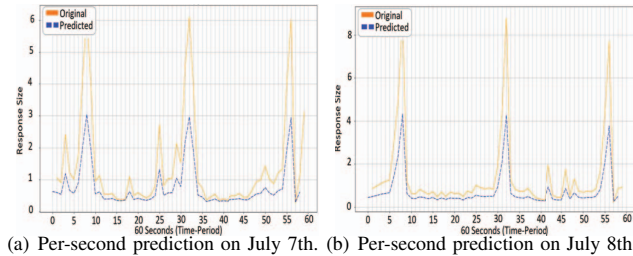 Original
Predicted
Response Size
6
5
4
3
2
1
0
0 5 10 15 18 20 25 30 35 40 45 50 55 60
60 Seconds (Time-Period)
(a) Per-second prediction on July 7th.
Original
Predicted
Response Size
8
6
4
2
0
0 5 10 15 20 25 30 35 40 45 50 55 60
60 Seconds (Time-Period)
(b) Per-second prediction on July 8th